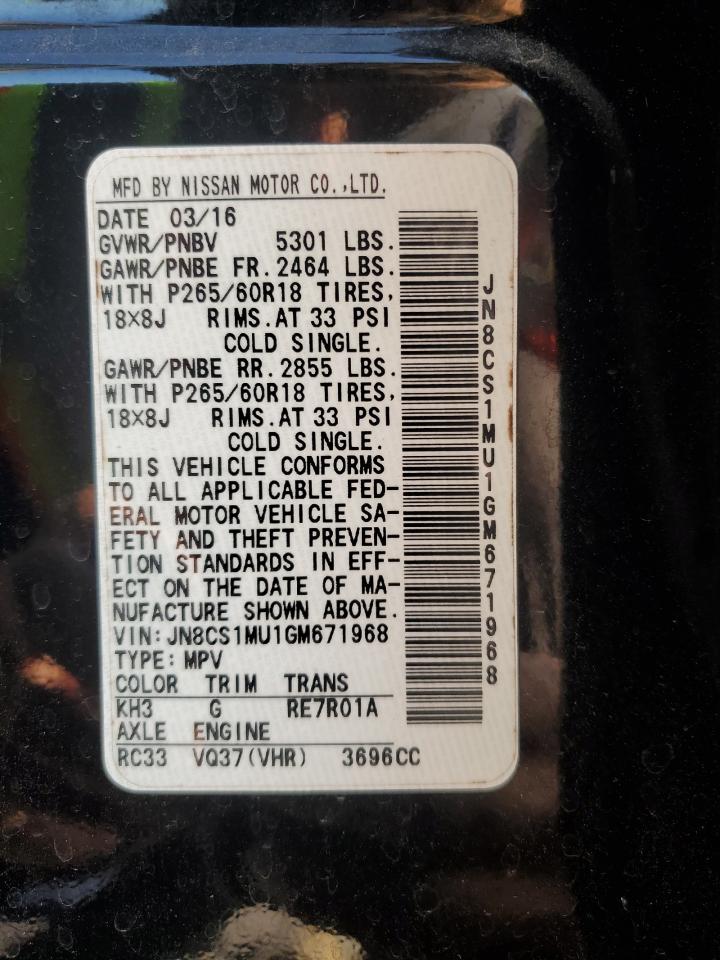 MFD BY NISSAN MOTOR CO.,LTD.
DATE 03/16
GVWR/PNBV 5301 LBS.
GAWR/PNBE FR.2464 LBS.
WITH P265/60R18 TIRES,
18X8J RIMS.AT 33 PSI
COLD SINGLE.
GAWR/PNBE RR.2855 LBS.
WITH P265/60R18 TIRES,
18X8J RIMS.AT 33 PSI
COLD SINGLE.
THIS VEHICLE CONFORMS
TO ALL APPLICABLE FED-
ERAL MOTOR VEHICLE SA-
FETY AND THEFT PREVEN-
TION STANDARDS IN EFF-
ECT ON THE DATE OF MA-
NUFACTURE SHOWN ABOVE.
VIN:JN8CS1MU1GM671968
TYPE:MPV
COLOR TRIM TRANS
KH3 G RE7R01A
AXLE ENGINE
RC33 VQ37(VHR) 3696CC
JN8CS1MU1GM671968